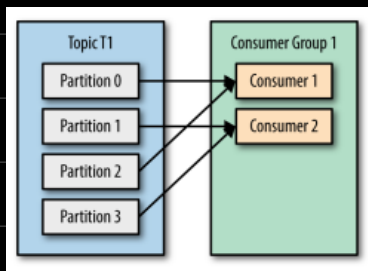 Topic T1
Partition 0
Partition 1
Partition 2
Partition 3
Consumer Group 1
Consumer 1
Consumer 2